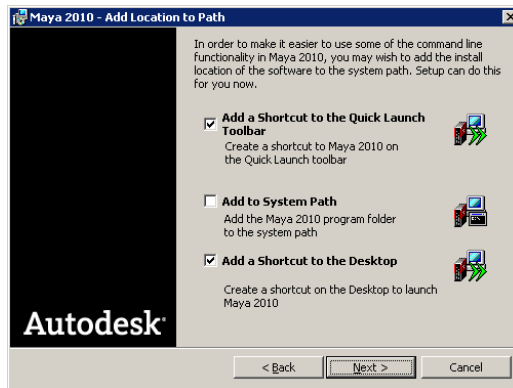 Maya 2010 - Add Location to Path
In order to make it easier to use some of the command line
functionality in Maya 2010, you may wish to add the install
location of the software to the system path. Setup can do this
for you now.
Add a Shortcut to the Quick Launch
Toolbar
Create a shortcut to Maya 2010 on
the Quick Launch toolbar
Add to System Path
Add the Maya 2010 program folder
to the system path
Add a Shortcut to the Desktop
Create a shortcut on the Desktop to launch
Maya 2010
Autodesk
< Back
Next >
Cancel